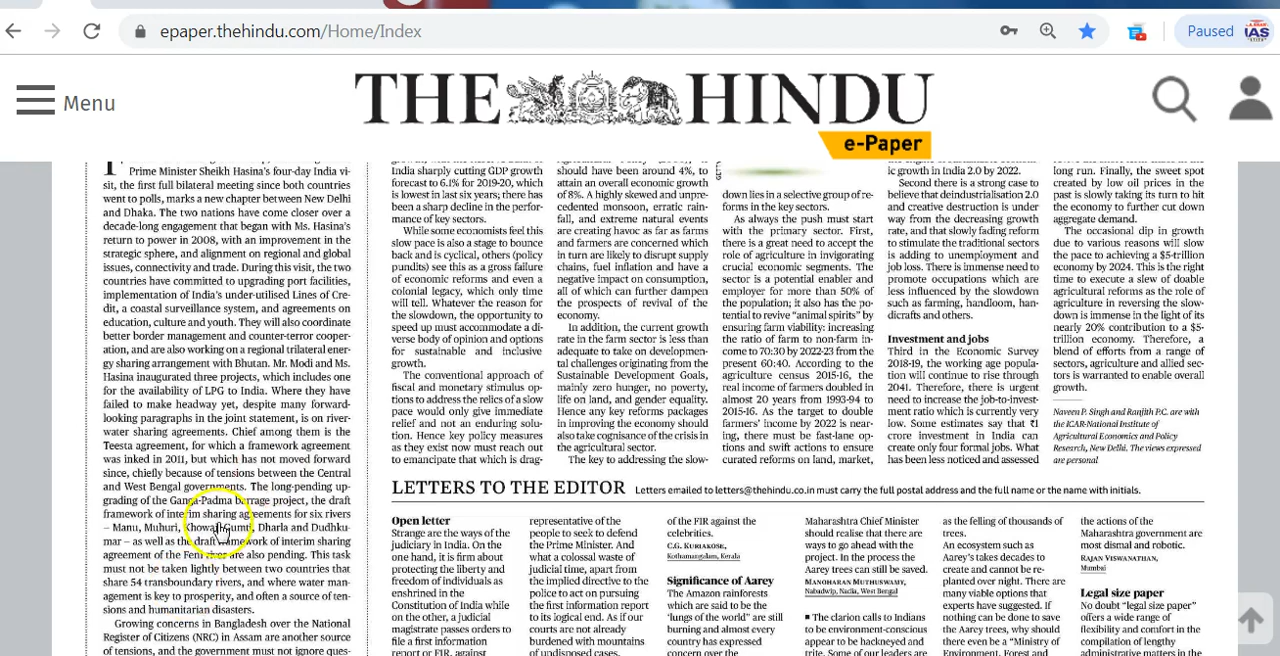 epaper.thehindu.com/Home/Index
Paused
IAS
Menu
THE HINDU
e-Paper
Prime Minister Sheikh Hasina's four-day India vi-
sit, the first full bilateral meeting since both countries
went to polls, marks a new chapter between New Delhi
and Dhaka. The two nations have come closer over a
decade-long engagement that began with Ms. Hasina's
return to power in 2008, with an improvement in the
strategic sphere, and alignment on regional and global
issues, connectivity and trade. During this visit, the two
countries have committed to upgrading port facilities,
implementation of India's under-utilised Lines of Cre-
dit, a coastal surveillance system, and agreements on
education, culture and youth. They will also coordinate
better border management and counter-terror cooper-
ation, and are also working on a regional trilateral ener-
gy sharing arrangement with Bhutan. Mr. Modi and Ms.
Hasina inaugurated three projects, which includes one
for the availability of LPG to India. Where they have
failed to make headway yet, despite many forward-
looking paragraphs in the joint statement, is on river-
water sharing agreements. Chief among them is the
Teesta agreement, for which a framework agreement
was inked in 2011, but which has not moved forward
since, chiefly because of tensions between the Central
and West Bengal governments. The long-pending up-
grading of the Ganga-Padma barrage project, the draft
framework of interim sharing agreements for six rivers
– Manu, Muhuri, Khowai, Gumti, Dharla and Dudhku-
mar – as well as the draft framework of interim sharing
agreement of the Feni river are also pending. This task
must not be taken lightly between two countries that
share 54 transboundary rivers, and where water man-
agement is key to prosperity, and often a source of ten-
sions and humanitarian disasters.
Growing concerns in Bangladesh over the National
Register of Citizens (NRC) in Assam are another source
of tensions, and the government must not ignore ques-
India sharply cutting GDP growth
forecast to 6.1% for 2019-20, which
is lowest in last six years; there has
been a sharp decline in the perfor-
mance of key sectors.
While some economists feel this
slow pace is also a stage to bounce
back and is cyclical, others (policy
pundits) see this as a gross failure
of economic reforms and even a
colonial legacy, which only time
will tell. Whatever the reason for
the slowdown, the opportunity to
speed up must accommodate a di-
verse body of opinion and options
for sustainable and inclusive
growth.
The conventional approach of
fiscal and monetary stimulus op-
tions to address the relics of a slow
pace would only give immediate
relief and not an enduring solu-
tion. Hence key policy measures
as they exist now must reach out
to emancipate that which is drag-
should have been around 4%, to
attain an overall economic growth
of 8%. A highly skewed and unpre-
cedented monsoon, erratic rain-
fall, and extreme natural events
are creating havoc as far as farms
and farmers are concerned which
in turn are likely to disrupt supply
chains, fuel inflation and have a
negative impact on consumption,
all of which can further dampen
the prospects of revival of the
economy.
In addition, the current growth
rate in the farm sector is less than
adequate to take on developmen-
tal challenges originating from the
Sustainable Development Goals,
mainly zero hunger, no poverty,
life on land, and gender equality.
Hence any key reforms packages
in improving the economy should
also take cognisance of the crisis in
the agricultural sector.
The key to addressing the slow-
down lies in a selective group of re-
forms in the key sectors.
As always the push must start
with the primary sector. First,
there is a great need to accept the
role of agriculture in invigorating
crucial economic segments. The
sector is a potential enabler and
employer for more than 50% of
the population; it also has the po-
tential to revive “animal spirits” by
ensuring farm viability: increasing
the ratio of farm to non-farm in-
come to 70:30 by 2022-23 from the
present 60:40. According to the
agriculture census 2015-16, the
real income of farmers doubled in
almost 20 years from 1993-94 to
2015-16. As the target to double
farmers' income by 2022 is near-
ing, there must be fast-lane op-
tions and swift actions to ensure
curated reforms on land, market,
ic growth in India 2.0 by 2022.
Second there is a strong case to
believe that deindustrialisation 2.0
and creative destruction is under
way from the decreasing growth
rate, and that slowly fading reform
to stimulate the traditional sectors
is adding to unemployment and
job loss. There is immense need to
promote occupations which are
less influenced by the slowdown
such as farming, handloom, han-
dicrafts and others.
Investment and jobs
Third in the Economic Survey
2018-19, the working age popula-
tion will continue to rise through
2041. Therefore, there is urgent
need to increase the job-to-invest-
ment ratio which is currently very
low. Some estimates say that ₹1
crore investment in India can
create only four formal jobs. What
has been less noticed and assessed
long run. Finally, the sweet spot
created by low oil prices in the
past is slowly taking its turn to hit
the economy to further cut down
aggregate demand.
The occasional dip in growth
due to various reasons will slow
the pace to achieving a $5-trillion
economy by 2024. This is the right
time to execute a slew of doable
agricultural reforms as the role of
agriculture in reversing the slow-
down is immense in the light of its
nearly 20% contribution to a $5-
trillion economy. Therefore, a
blend of efforts from a range of
sectors, agriculture and allied sec-
tors is warranted to enable overall
growth.
Naveen P. Singh and Ranjith P.C. are with
the ICAR-National Institute of
Agricultural Economics and Policy
Research, New Delhi. The views expressed
are personal
LETTERS TO THE EDITOR Letters emailed to letters@thehindu.co.in must carry the full postal address and the full name or the name with initials.
Open letter
Strange are the ways of the
judiciary in India. On the
one hand, it is firm about
protecting the liberty and
freedom of individuals as
enshrined in the
Constitution of India while
on the other, a judicial
magistrate passes orders to
file a first information
report or FIR, against
representative of the
people to seek to defend
the Prime Minister. And
what a colossal waste of
judicial time, apart from
the implied directive to the
police to act on pursuing
the first information report
to its logical end. As if our
courts are not already
burdened with mountains
of undisposed cases.
of the FIR against the
celebrities.
C.G. KURIAKOSE,
Kothamangalam, Kerala
Significance of Aarey
The Amazon rainforests
which are said to be the
'lungs of the world' are still
burning and almost every
country has expressed
concern over the
Maharashtra Chief Minister
should realise that there are
ways to go ahead with the
project. In the process the
Aarey trees can still be saved.
MANOHARAN MUTHUSWAMY,
Nabadwip, Nadia, West Bengal
■ The clarion calls to Indians
to be environment-conscious
appear to be hackneyed and
trite. Some of our leaders are
as the felling of thousands of
trees.
An ecosystem such as
Aarey's takes decades to
create and cannot be re-
planted over night. There are
many viable options that
experts have suggested. If
nothing can be done to save
the Aarey trees, why should
there even be a “Ministry of
Environment, Forest and
the actions of the
Maharashtra government are
most dismal and robotic.
RAJAN VISWANATHAN,
Mumbai
Legal size paper
No doubt “legal size paper”
offers a wide range of
flexibility and comfort in the
compilation of lengthy
administrative matters in the